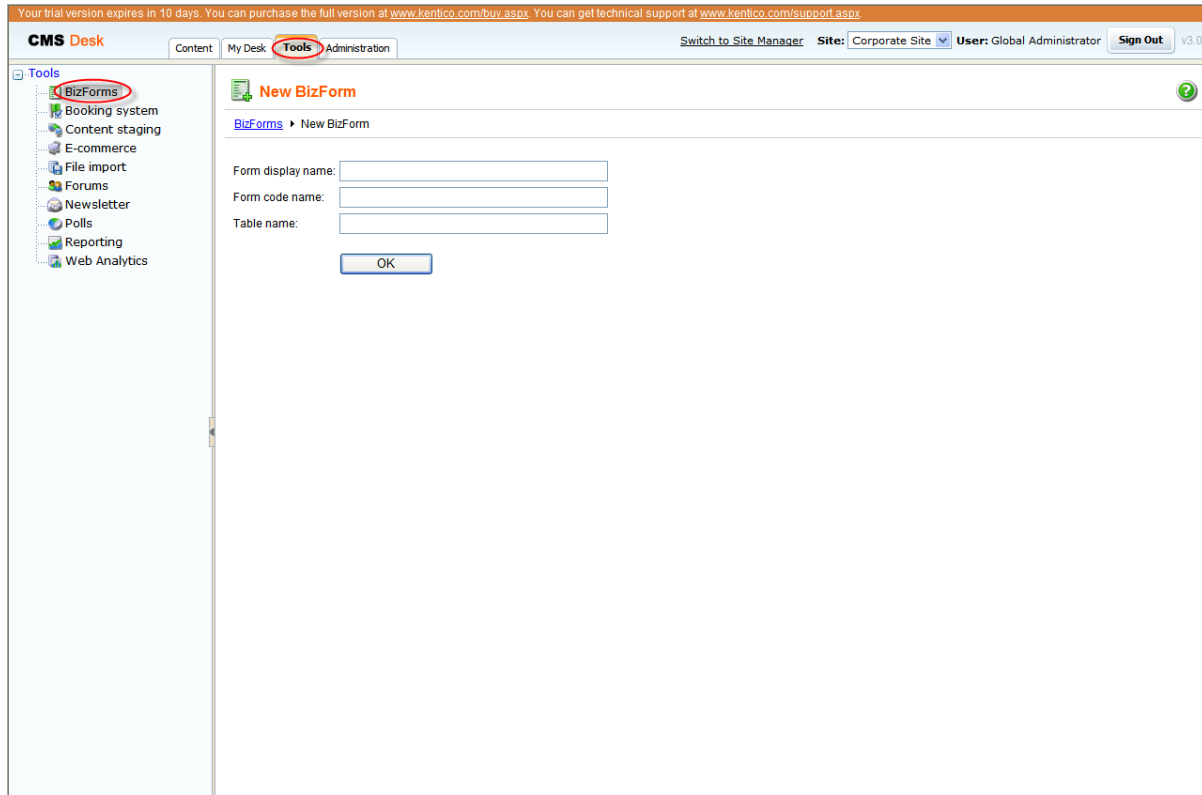 Your trial version expires in 10 days. You can purchase the full version at www.kentico.com/buy.aspx. You can get technical support at www.kentico.com/support.aspx.
CMS Desk Content My Desk Tools Administration Switch to Site Manager Site: Corporate Site User: Global Administrator Sign Out v3.0
Tools
BizForms
Booking system
Content staging
E-commerce
File import
Forums
Newsletter
Polls
Reporting
Web Analytics
New BizForm
BizForms New BizForm
Form display name:
Form code name:
Table name:
OK